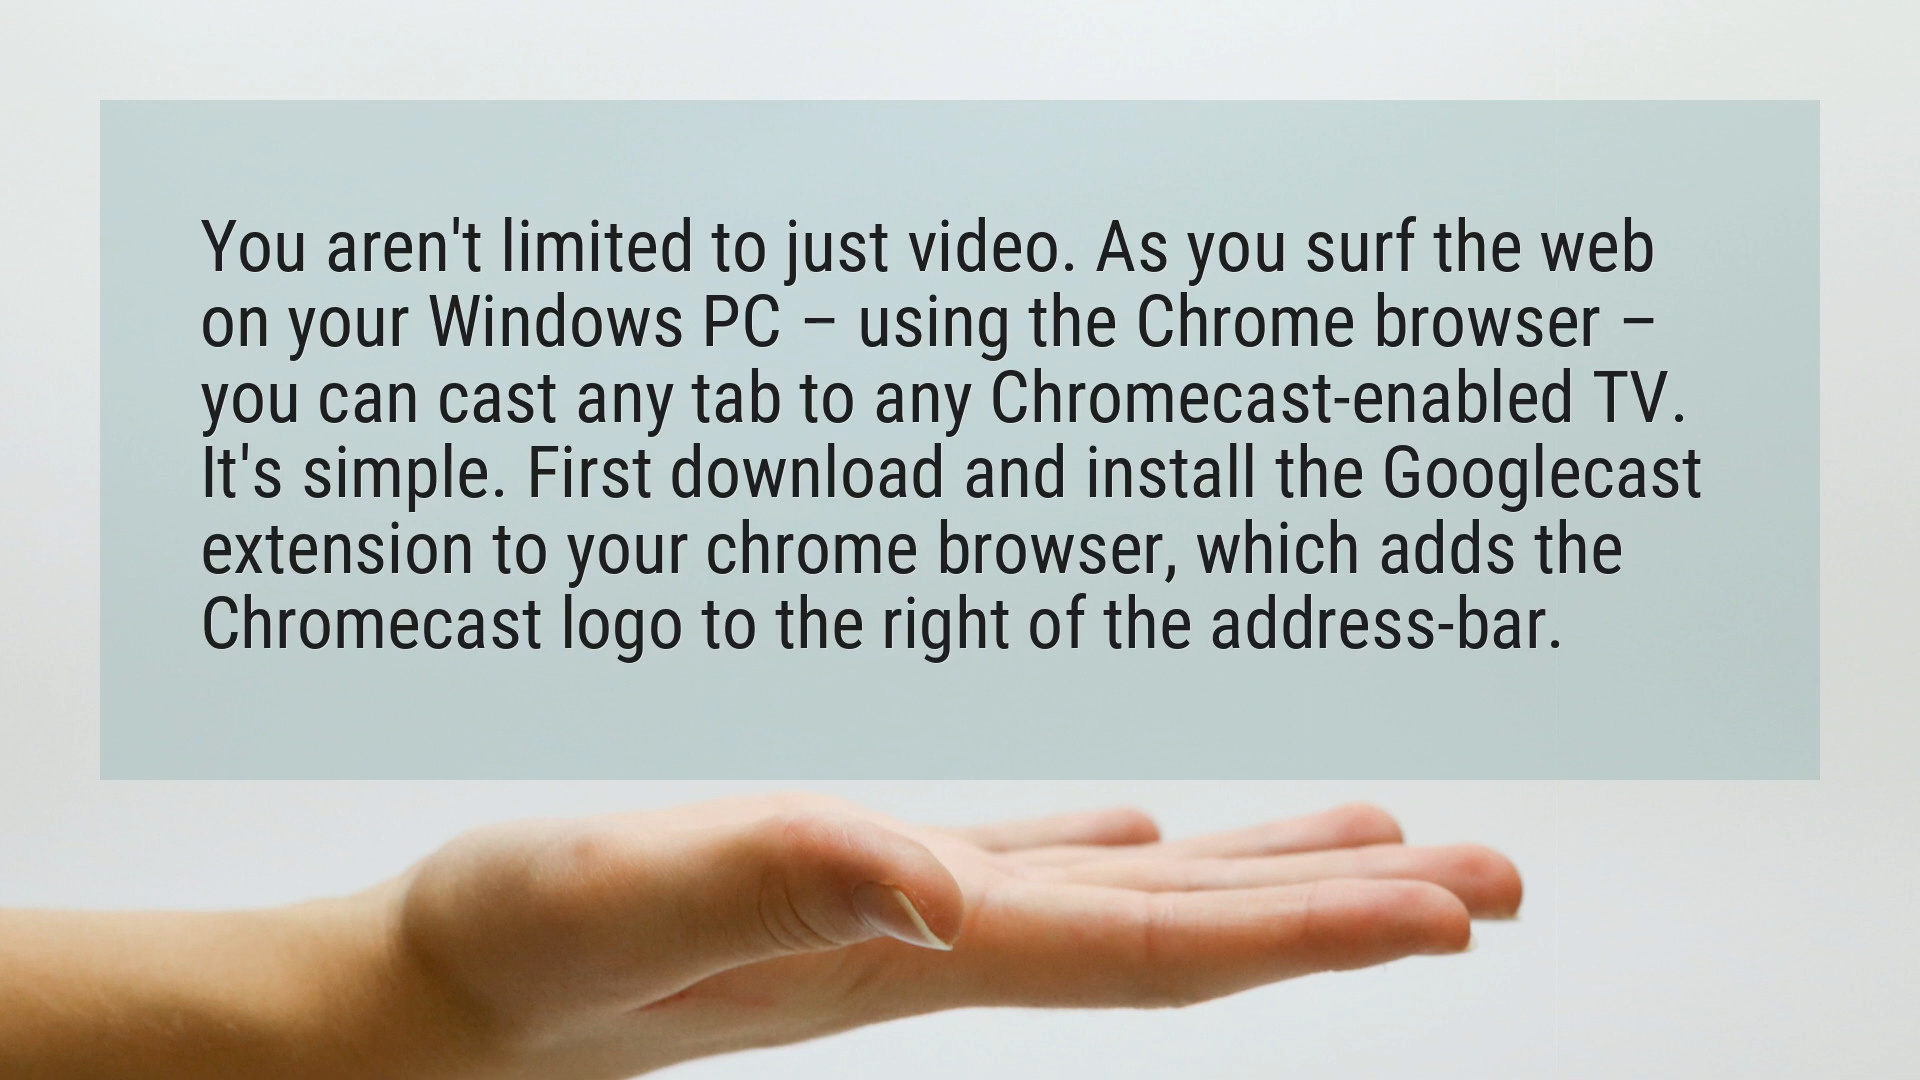 You aren't limited to just video. As you surf the web
on your Windows PC – using the Chrome browser –
you can cast any tab to any Chromecast-enabled TV.
It's simple. First download and install the Googlecast
extension to your chrome browser, which adds the
Chromecast logo to the right of the address-bar.